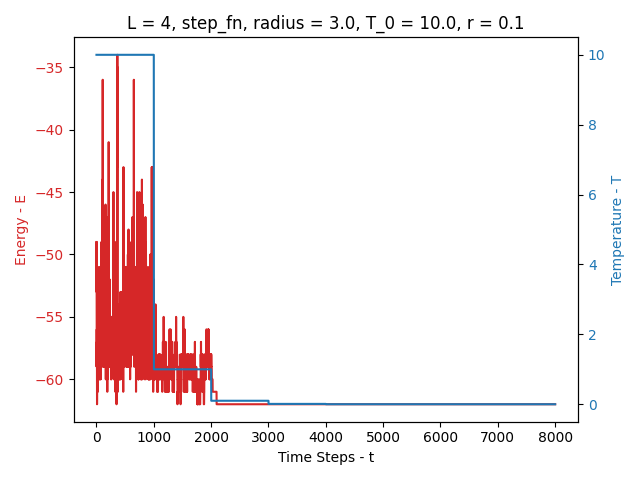 L = 4, step_fn, radius = 3.0, T_0 = 10.0, r = 0.1
−35
−40
−45
−50
−55
−60
Energy - E
10
8
6
4
2
0
Temperature - T
0 1000 2000 3000 4000 5000 6000 7000 8000
Time Steps - t